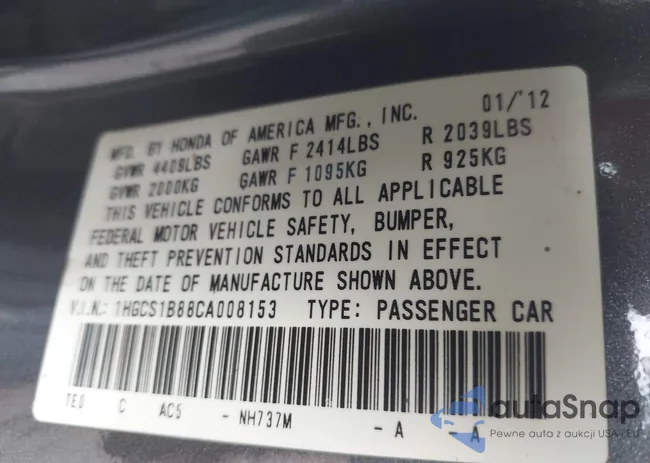 MFD. BY HONDA OF AMERICA MFG., INC. 01/'12
GVWR 4409LBS GAWR F 2414LBS R 2039LBS
GVWR 2000KG GAWR F 1095KG R 925KG
THIS VEHICLE CONFORMS TO ALL APPLICABLE
FEDERAL MOTOR VEHICLE SAFETY, BUMPER,
AND THEFT PREVENTION STANDARDS IN EFFECT
ON THE DATE OF MANUFACTURE SHOWN ABOVE.
V.I.N.: 1HGCS1B88CA008153 TYPE: PASSENGER CAR
TE0 C AC5 - NH737M - A - A
autaSnap
Pewne auta z aukcji USA i EU